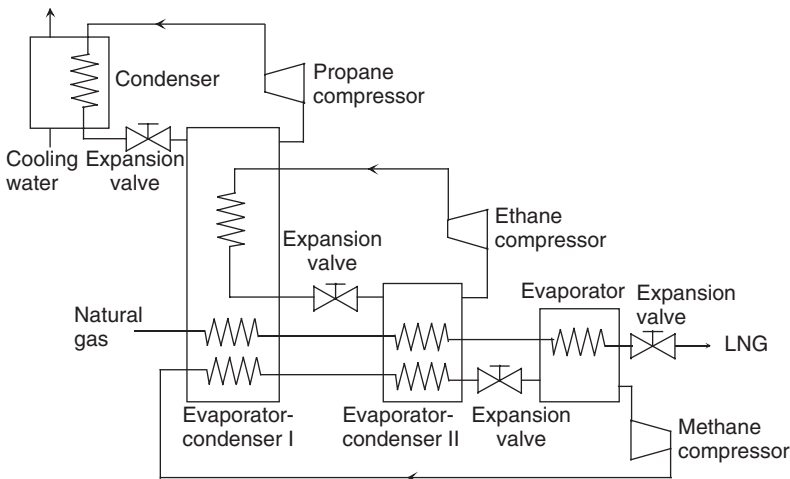 Condenser
Propane
compressor
Cooling
water
Expansion
valve
Ethane
compressor
Expansion
valve
Natural
gas
Evaporator
Expansion
valve
LNG
Evaporator-
condenser I
Evaporator-
condenser II
Expansion
valve
Methane
compressor